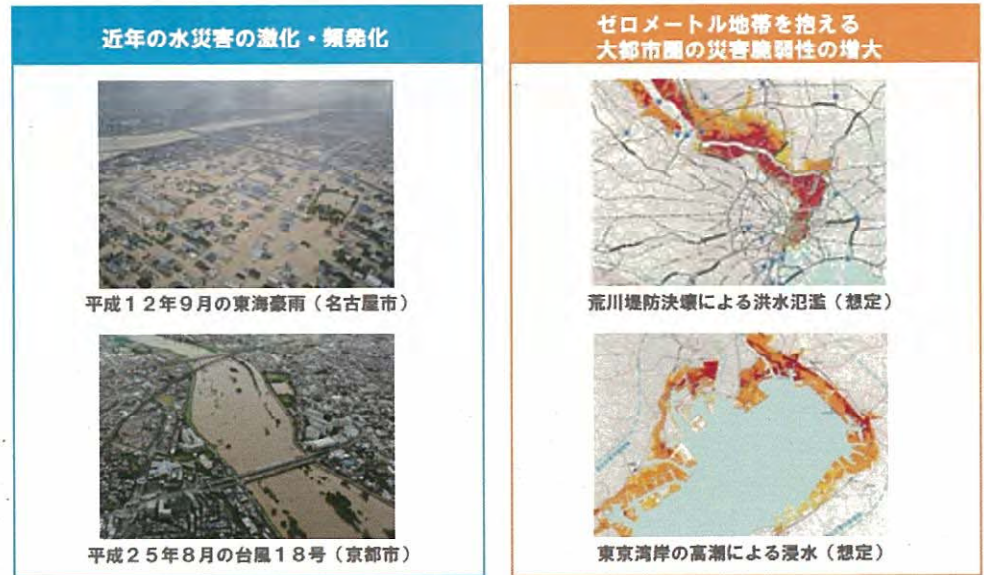 近年の水災害の激化・頻発化
平成12年9月の東海豪雨（名古屋市）
平成25年8月の台風18号（京都市）
ゼロメートル地帯を抱える
大都市圏の災害脆弱性の増大
荒川堤防決壊による洪水氾濫（想定）
東京湾岸の高潮による浸水（想定）